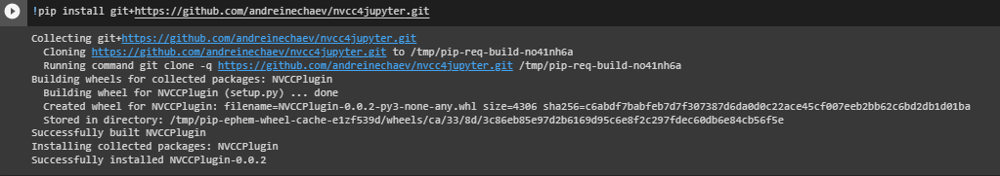 !pip install git+https://github.com/andreinechaev/nvcc4jupyter.git
Collecting git+https://github.com/andreinechaev/nvcc4jupyter.git
Cloning https://github.com/andreinechaev/nvcc4jupyter.git to /tmp/pip-req-build-no41nh6a
Running command git clone -q https://github.com/andreinechaev/nvcc4jupyter.git /tmp/pip-req-build-no41nh6a
Building wheels for collected packages: NVCCPlugin
Building wheel for NVCCPlugin (setup.py) ... done
Created wheel for NVCCPlugin: filename=NVCCPlugin-0.0.2-py3-none-any.whl size=4306 sha256=c6abdf7babfeb7d7f307387d6da0d0c22ace45cf007eeb2bb62c6bd2db1d01ba
Stored in directory: /tmp/pip-ephem-wheel-cache-e1zf539d/wheels/ca/33/8d/3c86eb85e97d2b6169d95c6e8f2c297fdec60db6e84cb56f5e
Successfully built NVCCPlugin
Installing collected packages: NVCCPlugin
Successfully installed NVCCPlugin-0.0.2